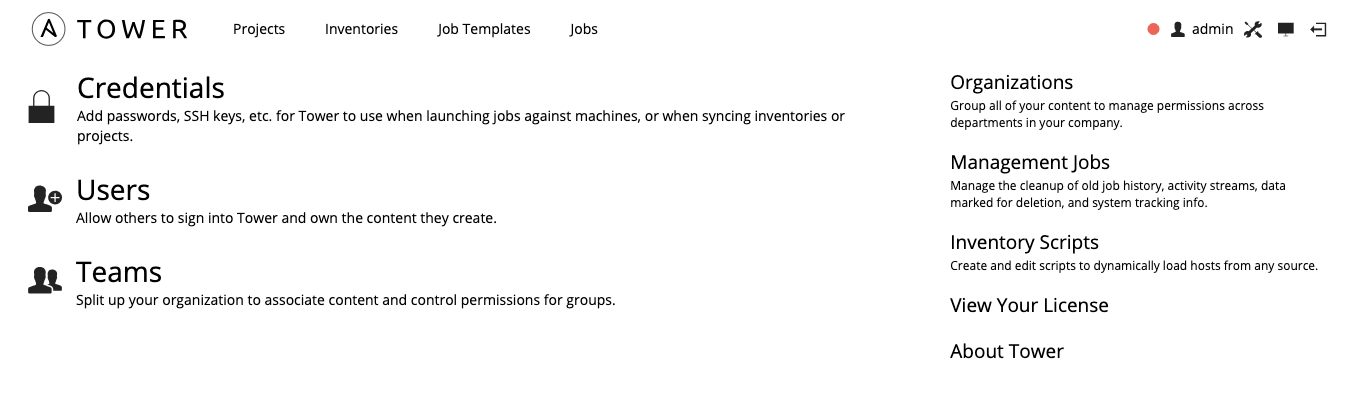 TOWER
Projects
Inventories
Job Templates
Jobs
admin
Credentials
Add passwords, SSH keys, etc. for Tower to use when launching jobs against machines, or when syncing inventories or
projects.
Users
Allow others to sign into Tower and own the content they create.
Teams
Split up your organization to associate content and control permissions for groups.
Organizations
Group all of your content to manage permissions across
departments in your company.
Management Jobs
Manage the cleanup of old job history, activity streams, data
marked for deletion, and system tracking info.
Inventory Scripts
Create and edit scripts to dynamically load hosts from any source.
View Your License
About Tower